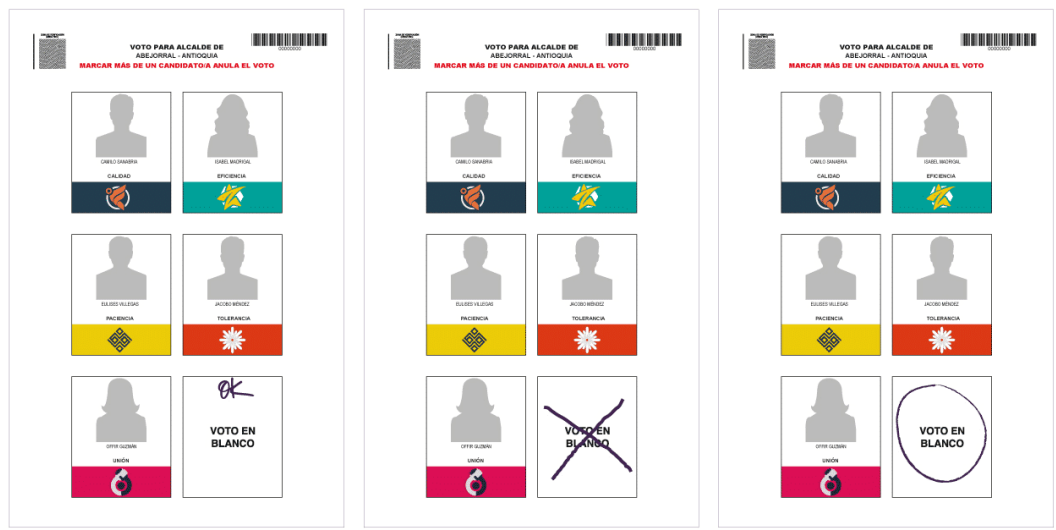 VOTO PARA ALCALDE DE
ABEJORRAL - ANTIOQUIA
MARCAR MÁS DE UN CANDIDATO/A ANULA EL VOTO
00000000
CAMILO SANABRIA
CALIDAD
ISABEL MADRIGAL
EFICIENCIA
EULISES VILLEGAS
PACIENCIA
JACOBO MÉNDEZ
TOLERANCIA
OFFIR GUZMÁN
UNIÓN
OK
VOTO EN
BLANCO
VOTO PARA ALCALDE DE
ABEJORRAL - ANTIOQUIA
MARCAR MÁS DE UN CANDIDATO/A ANULA EL VOTO
00000000
CAMILO SANABRIA
CALIDAD
ISABEL MADRIGAL
EFICIENCIA
EULISES VILLEGAS
PACIENCIA
JACOBO MÉNDEZ
TOLERANCIA
OFFIR GUZMÁN
UNIÓN
VOTO EN
BLANCO
VOTO PARA ALCALDE DE
ABEJORRAL - ANTIOQUIA
MARCAR MÁS DE UN CANDIDATO/A ANULA EL VOTO
00000000
CAMILO SANABRIA
CALIDAD
ISABEL MADRIGAL
EFICIENCIA
EULISES VILLEGAS
PACIENCIA
JACOBO MÉNDEZ
TOLERANCIA
OFFIR GUZMÁN
UNIÓN
VOTO EN
BLANCO